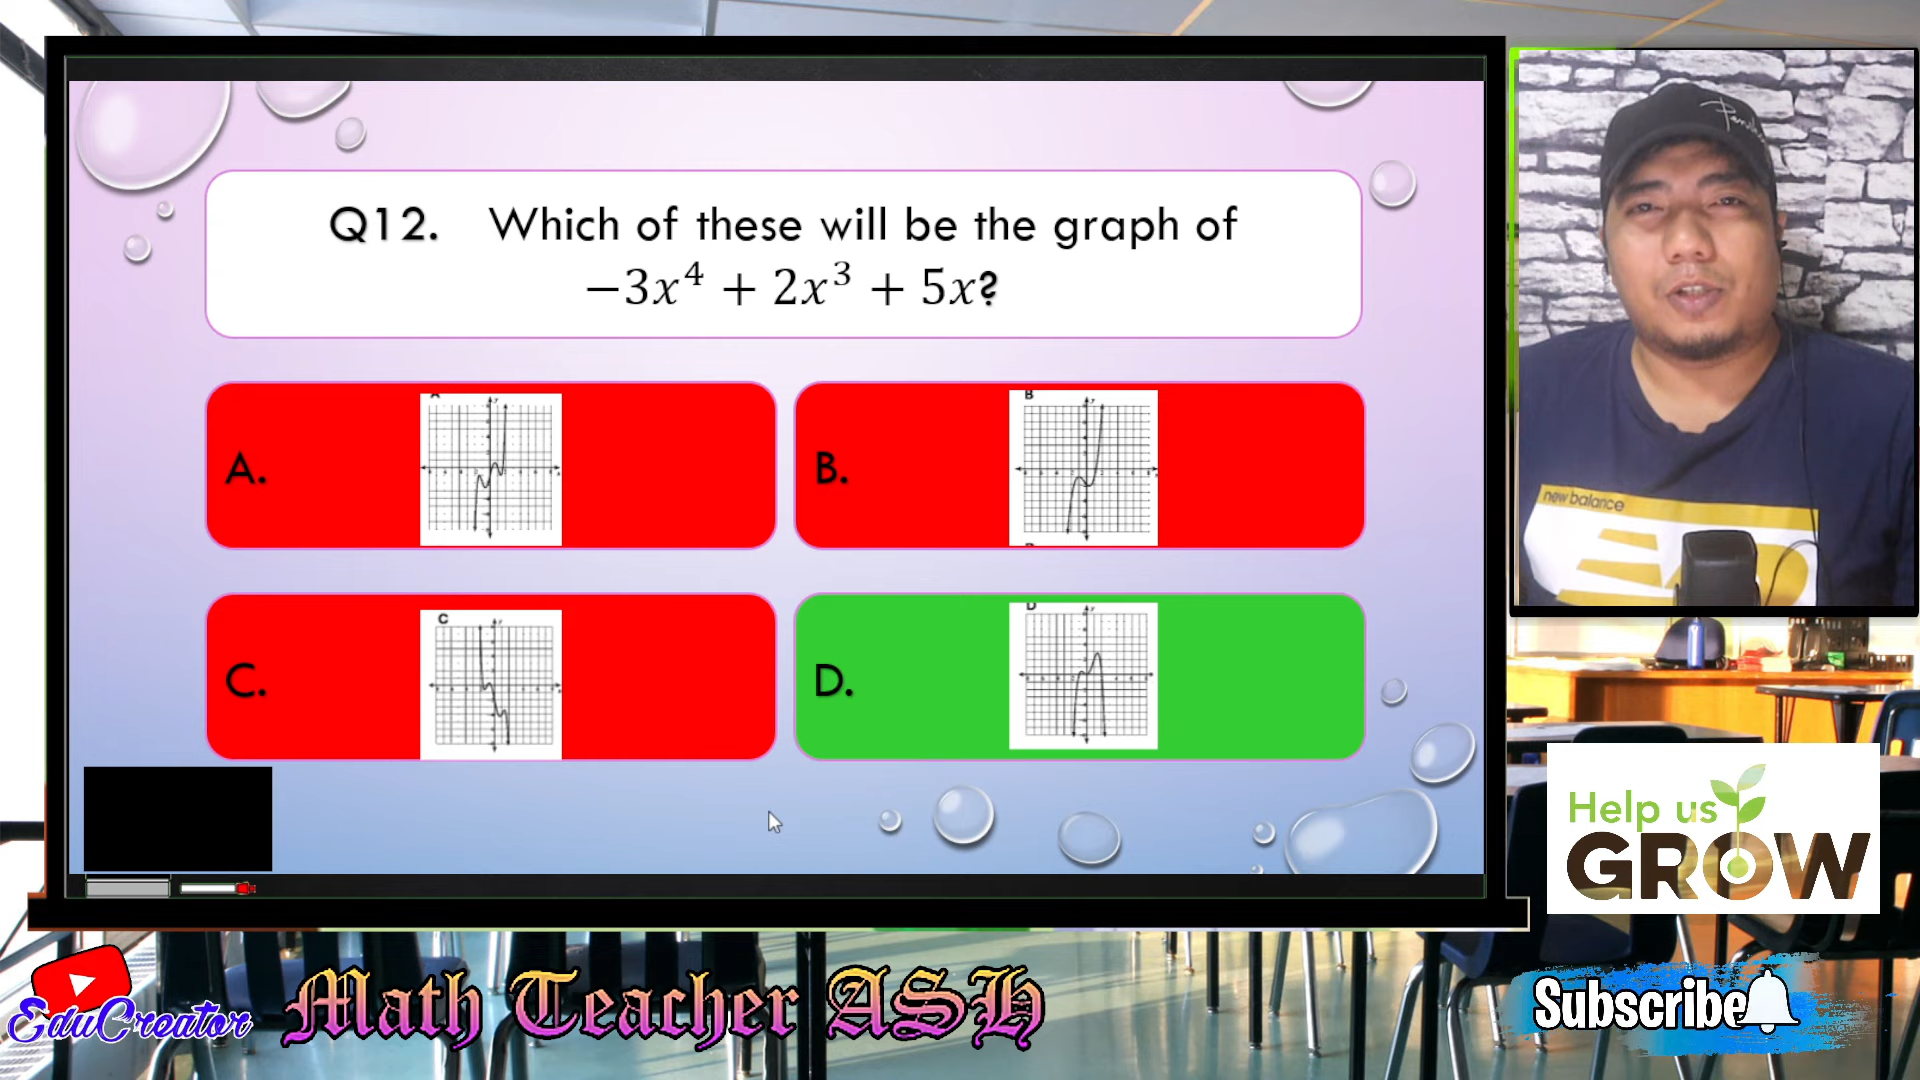 Q12. Which of these will be the graph of
−3x⁴ + 2x³ + 5x?
A.
B.
B
C.
C
D.
D
new balance
Help us
GROW
EduCreator
Math Teacher ASH
Subscribe